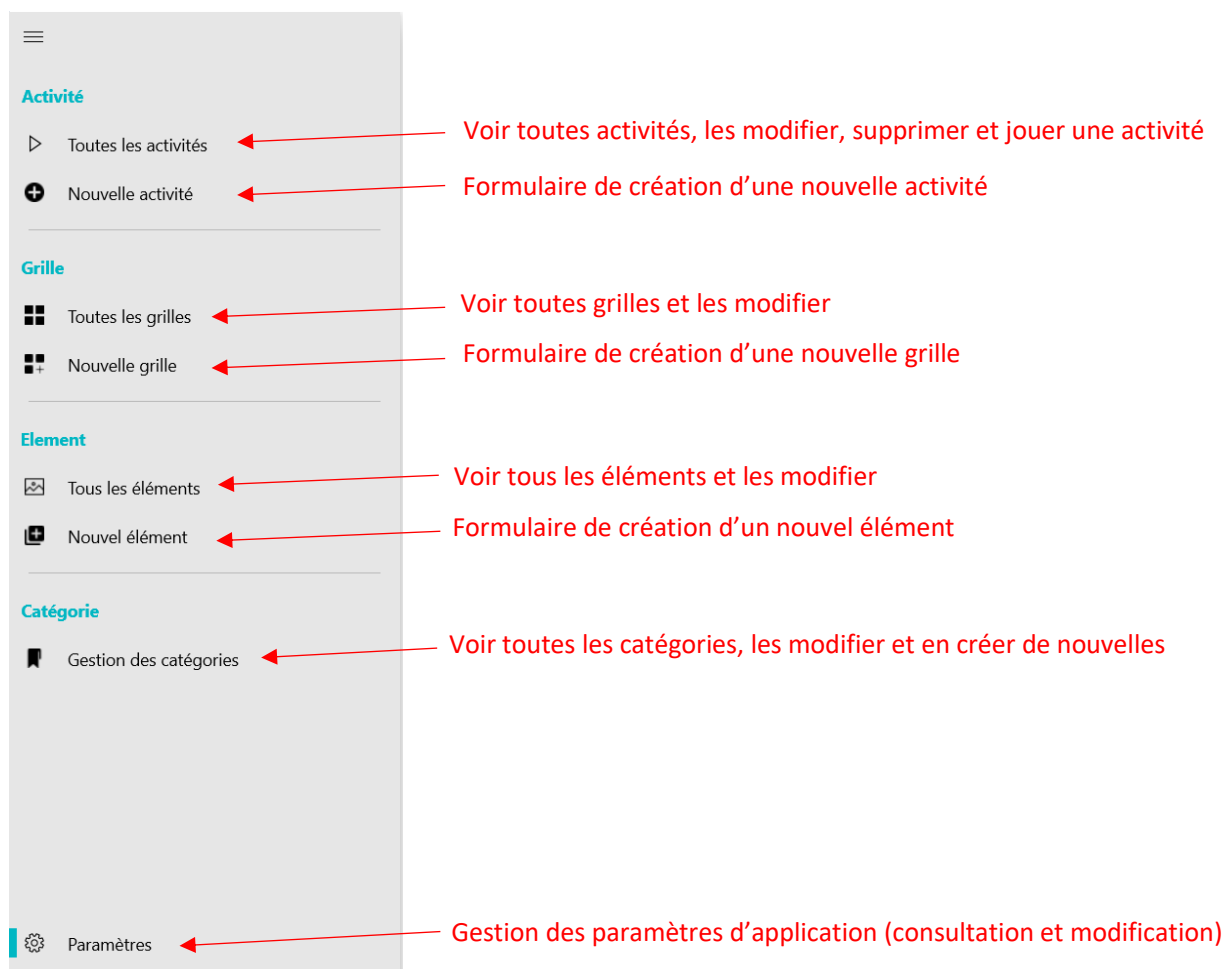 Activité
Toutes les activités
Voir toutes activités, les modifier, supprimer et jouer une activité
Nouvelle activité
Formulaire de création d’une nouvelle activité
Grille
Toutes les grilles
Voir toutes grilles et les modifier
Nouvelle grille
Formulaire de création d’une nouvelle grille
Element
Tous les éléments
Voir tous les éléments et les modifier
Nouvel élément
Formulaire de création d’un nouvel élément
Catégorie
Gestion des catégories
Voir toutes les catégories, les modifier et en créer de nouvelles
Paramètres
Gestion des paramètres d’application (consultation et modification)